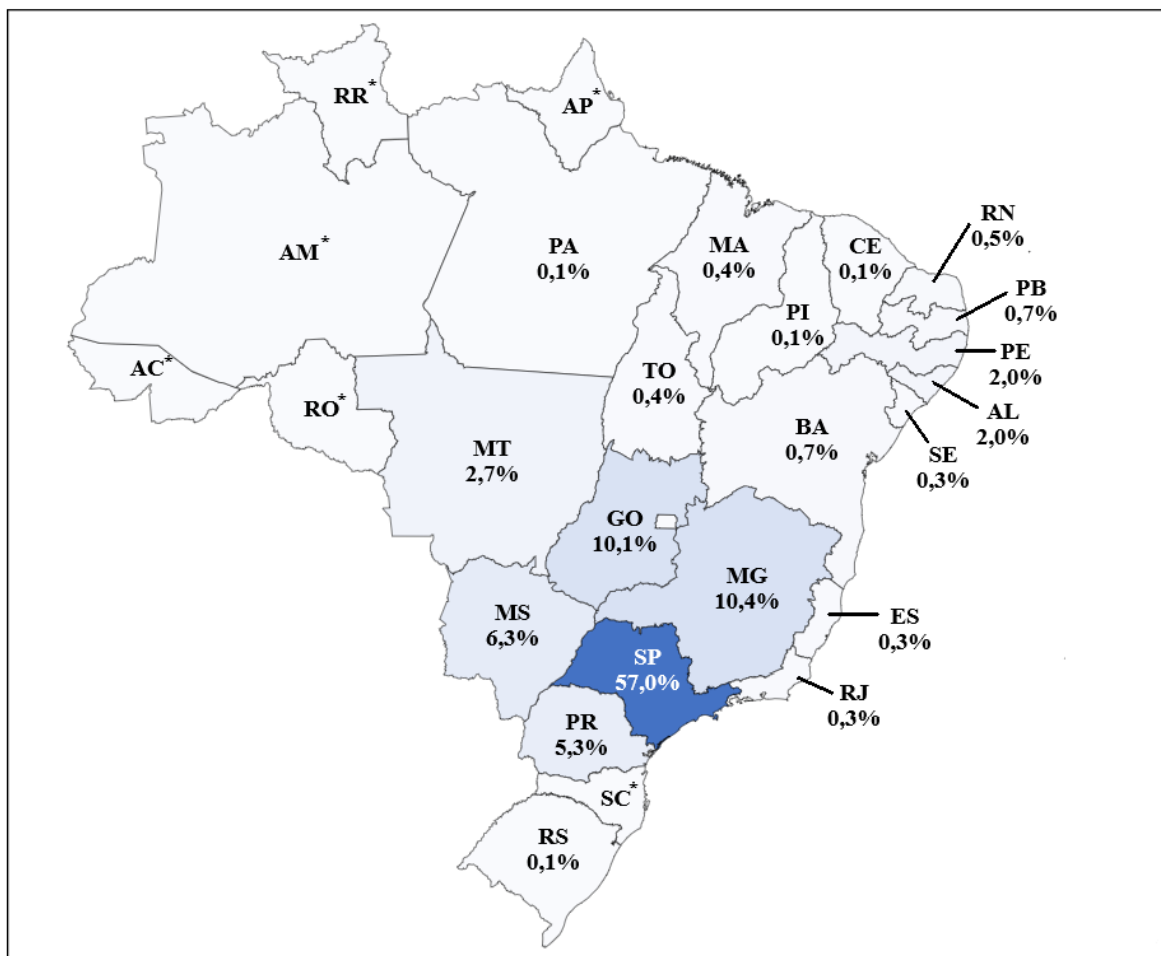 RR*
AP*
AM*
PA
0,1%
MA
0,4%
CE
0,1%
RN
0,5%
PI
0,1%
PB
0,7%
PE
2,0%
AC*
RO*
TO
0,4%
AL
2,0%
MT
2,7%
BA
0,7%
SE
0,3%
GO
10,1%
MG
10,4%
MS
6,3%
ES
0,3%
SP
57,0%
RJ
0,3%
PR
5,3%
SC*
RS
0,1%